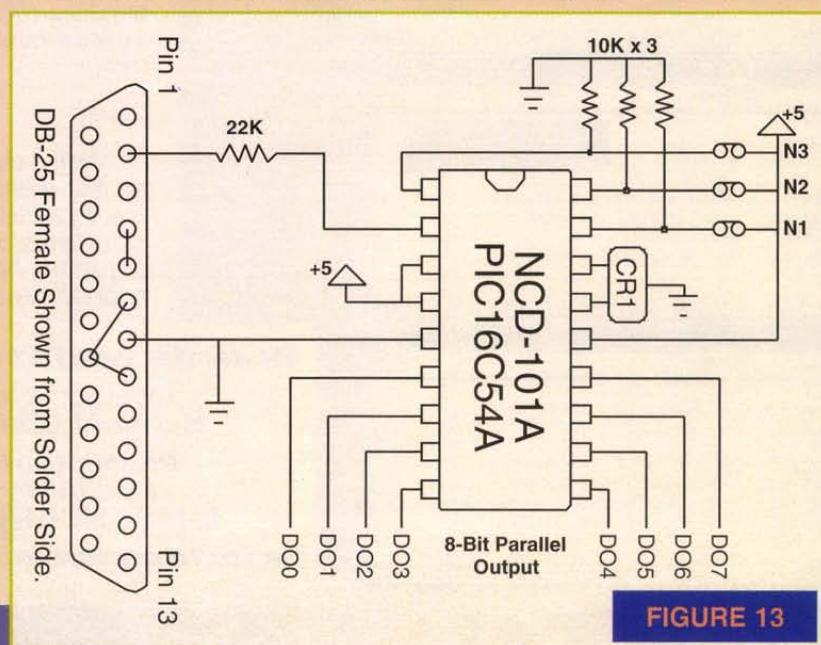 Pin 1
DB-25 Female Shown from Solder Side.
Pin 13
22K
10K x 3
+5
N3
N2
N1
+5
NCD-101A
PIC16C54A
CR1
DO0
DO1
DO2
DO3
8-Bit Parallel
Output
DO4
DO5
DO6
DO7
FIGURE 13